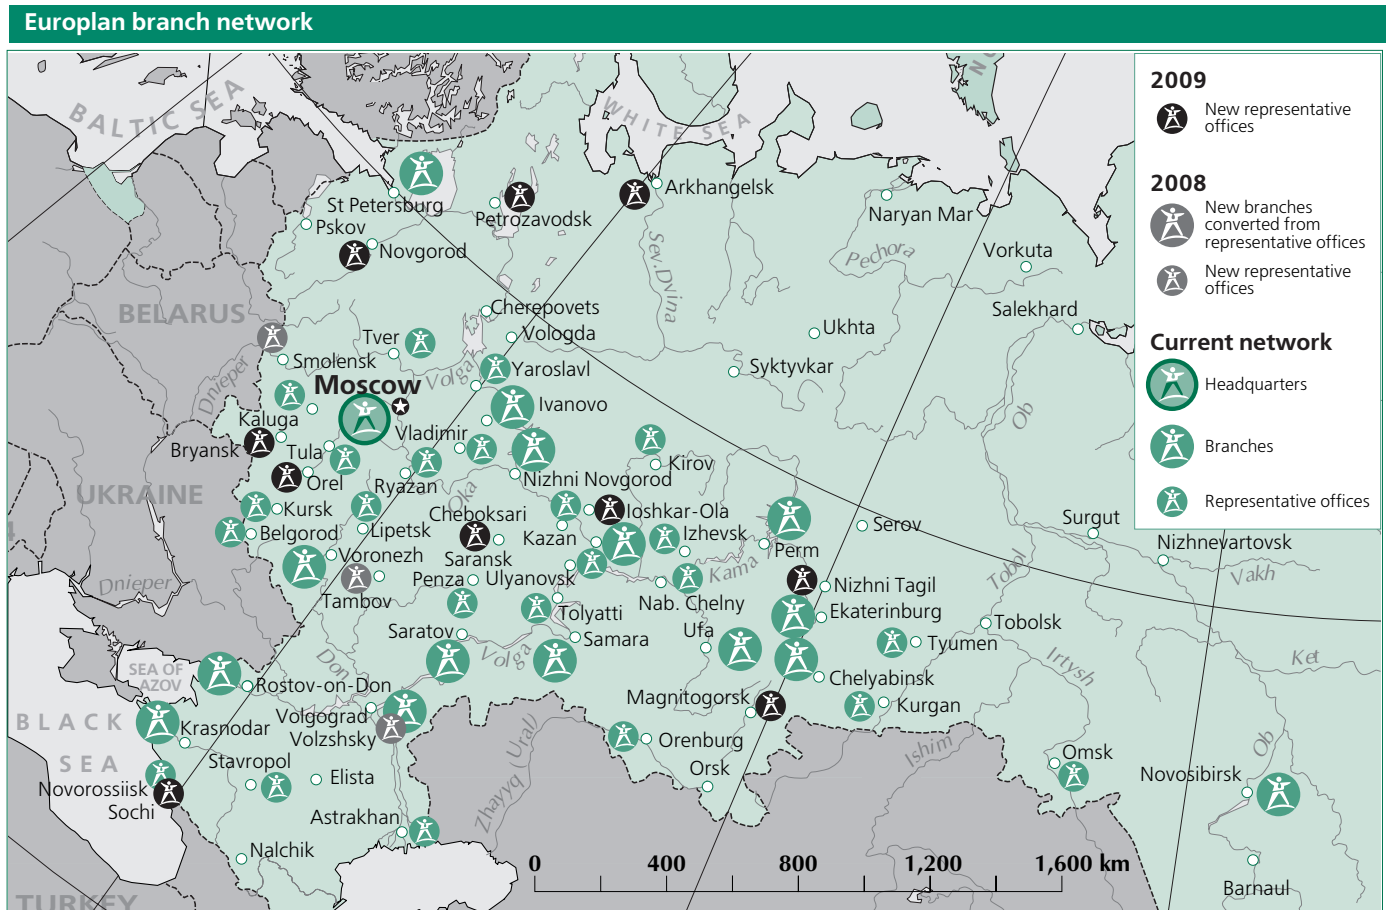 Europlan branch network
2009
New representative
offices
2008
New branches
converted from
representative offices
New representative
offices
Current network
Headquarters
Branches
Representative offices
BALTIC SEA
WHITE SEA
NO
Arkhangelsk
St Petersburg
Petrozavodsk
Naryan Mar
Pskov
Novgorod
Sev.Dvina
Pechora
Vorkuta
BELARUS
Cherepovets
Salekhard
Tver
Vologda
Ukhta
Smolensk
Dnieper
Moscow
Volga
Yaroslavl
Syktyvkar
Ob
Kaluga
Ivanovo
Bryansk
Vladimir
Tula
Kirov
Orel
Ryazan
Nizhni Novgorod
UKRAINE
Oka
Kursk
Cheboksari
Ioshkar-Ola
Belgorod
Lipetsk
Kazan
Izhevsk
Serov
Surgut
Voronezh
Saransk
Perm
Nizhnevartovsk
Dnieper
Penza
Ulyanovsk
Kama
Nizhni Tagil
Tobol
Vakh
Tambov
Tolyatti
Nab. Chelny
Ekaterinburg
Saratov
Samara
Ufa
Tobolsk
Tyumen
Volga
Don
Irtysh
Ket
SEA OF
AZOV
Rostov-on-Don
Chelyabinsk
Magnitogorsk
Kurgan
BLACK
SEA
Krasnodar
Volgograd
Volzshsky
Orenburg
Zhayyq (Ural)
Ishim
Ob
Omsk
Stavropol
Elista
Orsk
Novosibirsk
Novorossiisk
Sochi
Astrakhan
Nalchik
0 400 800 1,200 1,600 km
Barnaul
TURKEY